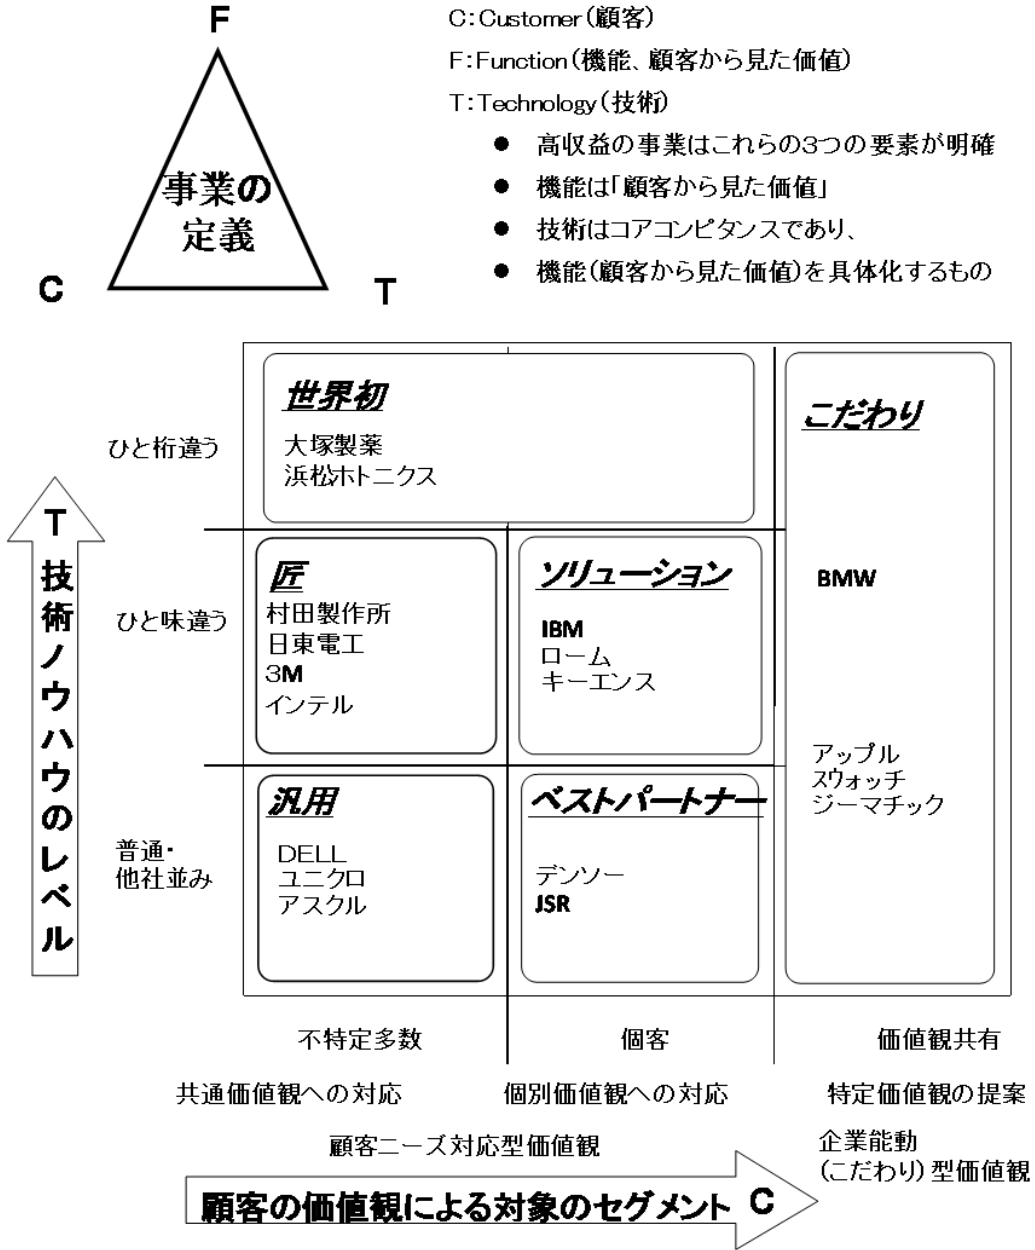 F
C:Customer(顧客)
F:Function(機能、顧客から見た価値)
T:Technology(技術)
● 高収益の事業はこれらの3つの要素が明確
● 機能は「顧客から見た価値」
● 技術はコアコンピタンスであり、
● 機能(顧客から見た価値)を具体化するもの
事業の
定義
C
T
世界初
大塚製薬
浜松ホトニクス
こだわり
BMW
アップル
スウォッチ
ジーマチック
ひと桁違う
T技術ノウハウのレベル
匠
村田製作所
日東電工
3M
インテル
ソリューション
IBM
ローム
キーエンス
ひと味違う
汎用
DELL
ユニクロ
アスクル
ベストパートナー
デンソー
JSR
普通・
他社並み
不特定多数
個客
価値観共有
共通価値観への対応
個別価値観への対応
特定価値観の提案
顧客ニーズ対応型価値観
企業能動
(こだわり)型価値観
顧客の価値観による対象のセグメント C